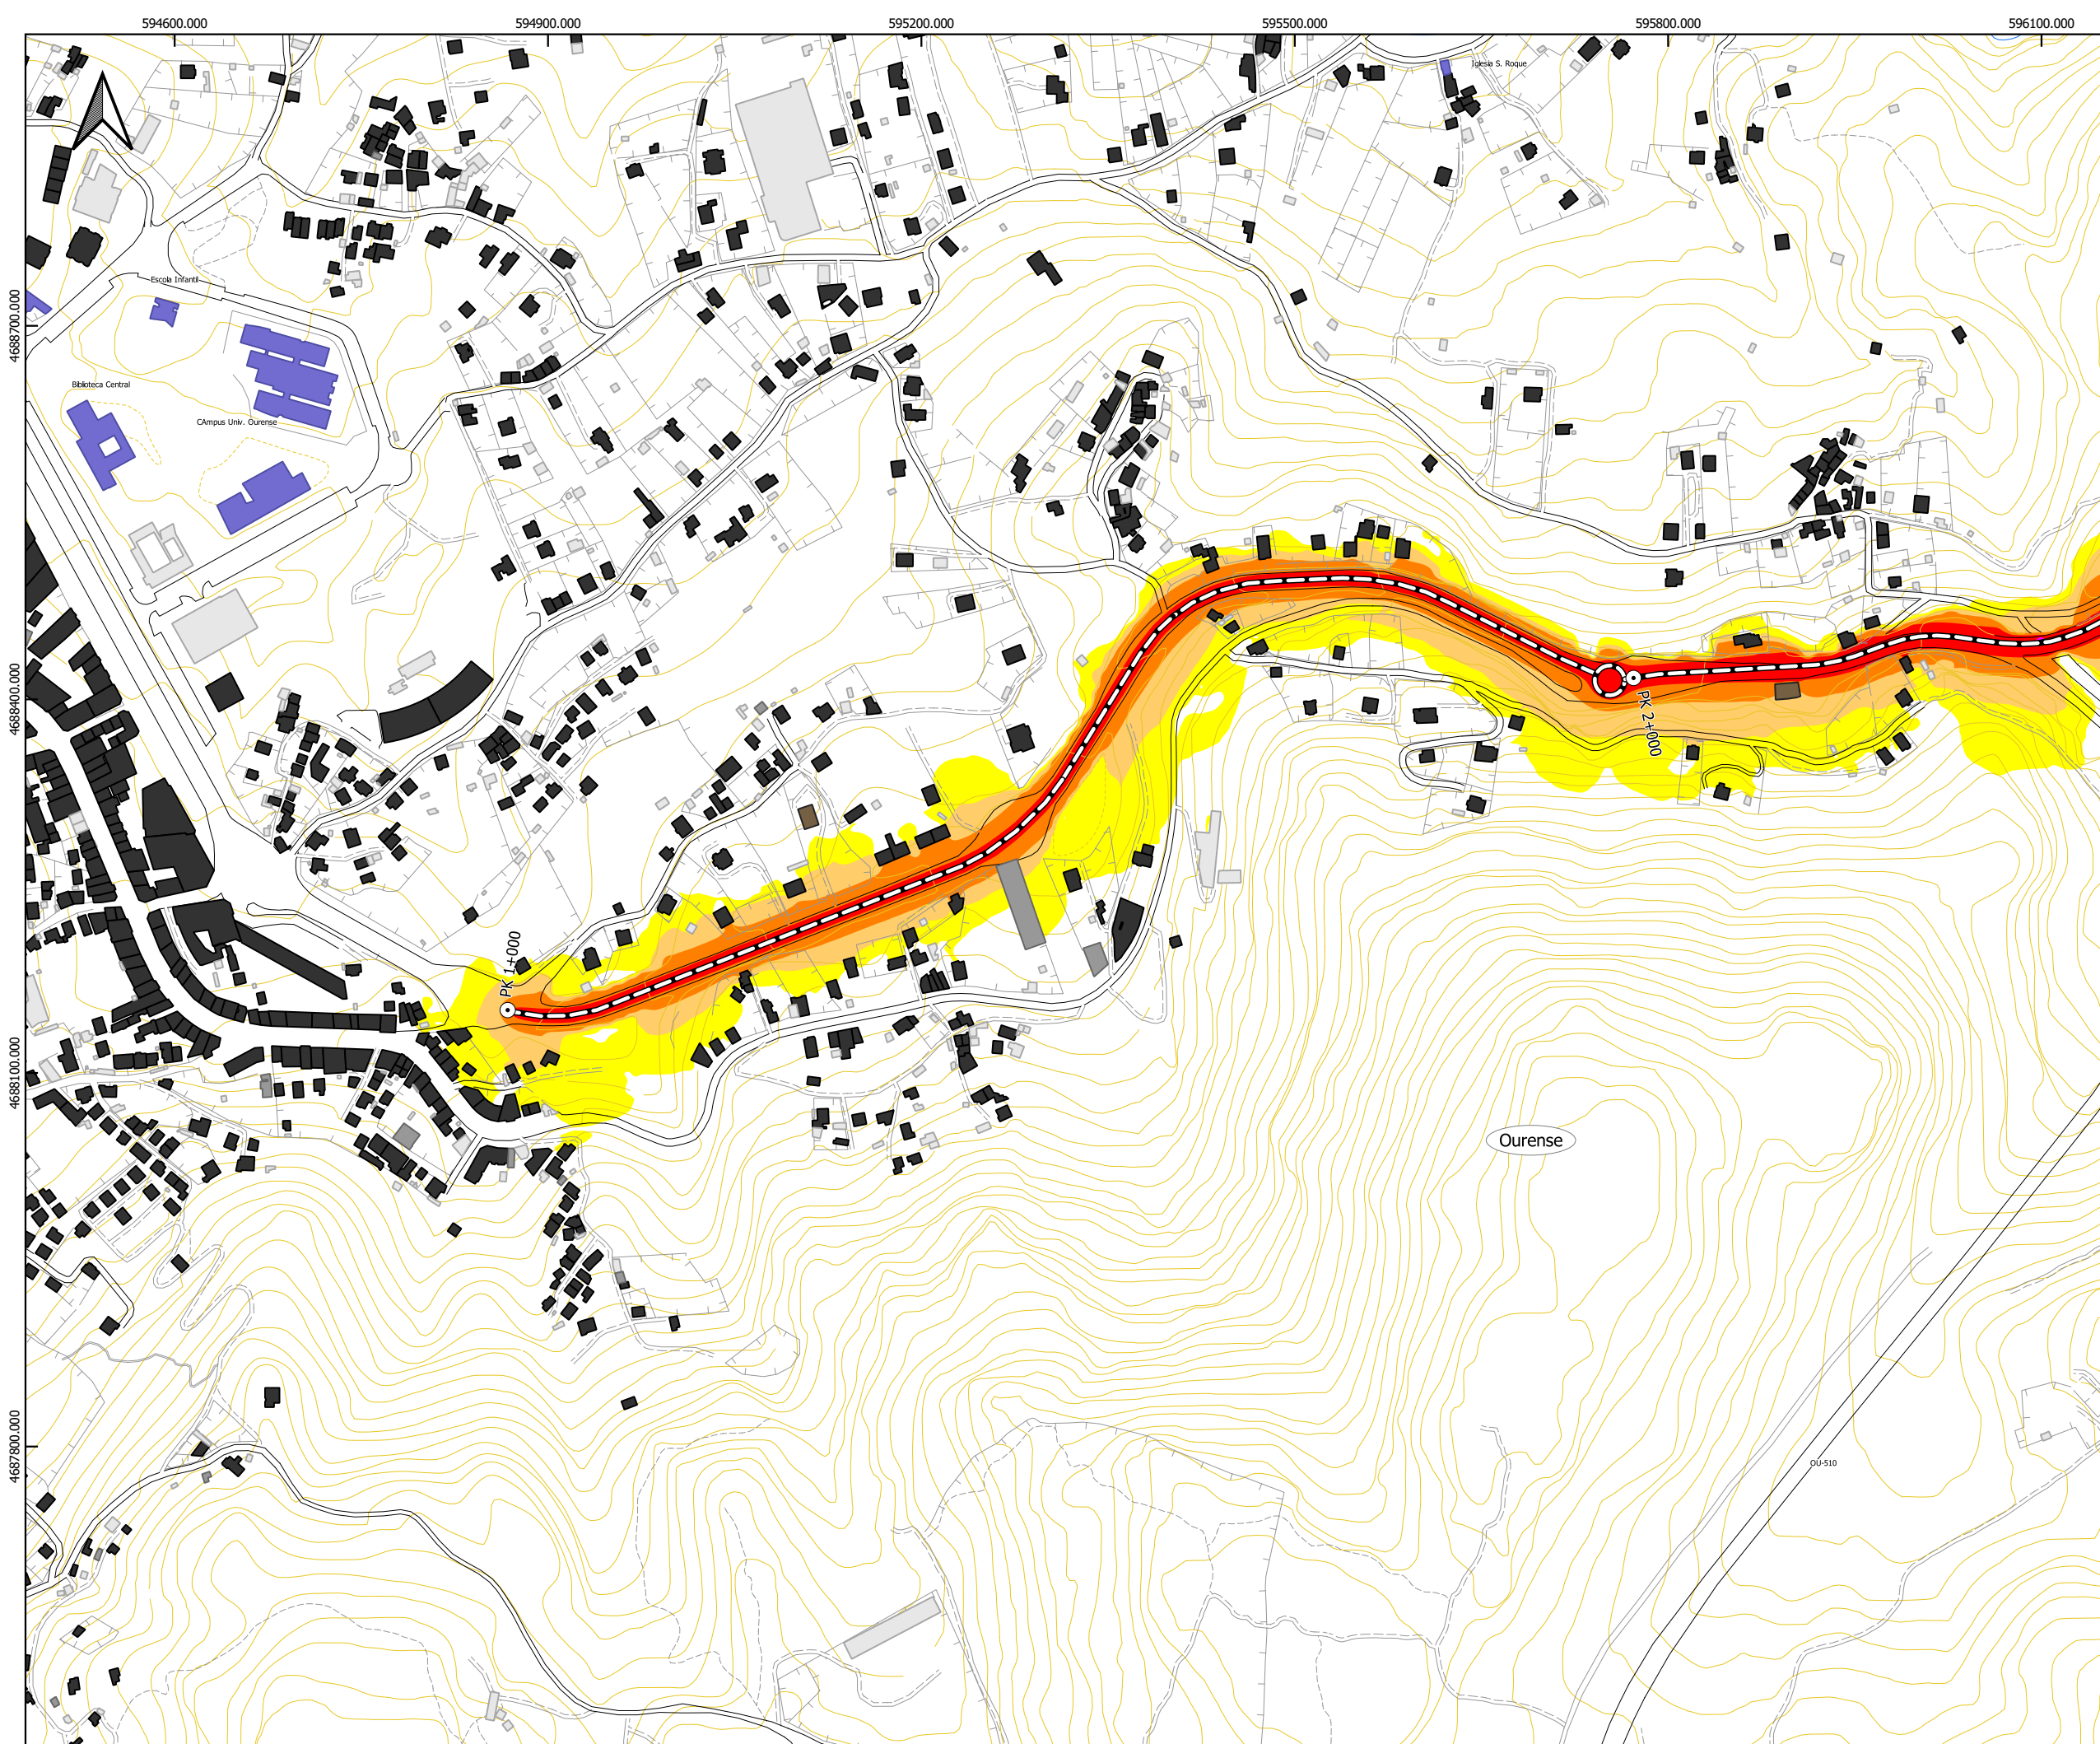 594600.000
594900.000
595200.000
595500.000
595800.000
596100.000
Iglesia S. Roque
Escola Infantil
4688700.000
Biblioteca Central
CAmpus Univ. Ourense
4688400.000
PK 2+000
PK 1+000
4688100.000
Ourense
4687800.000
OU-510